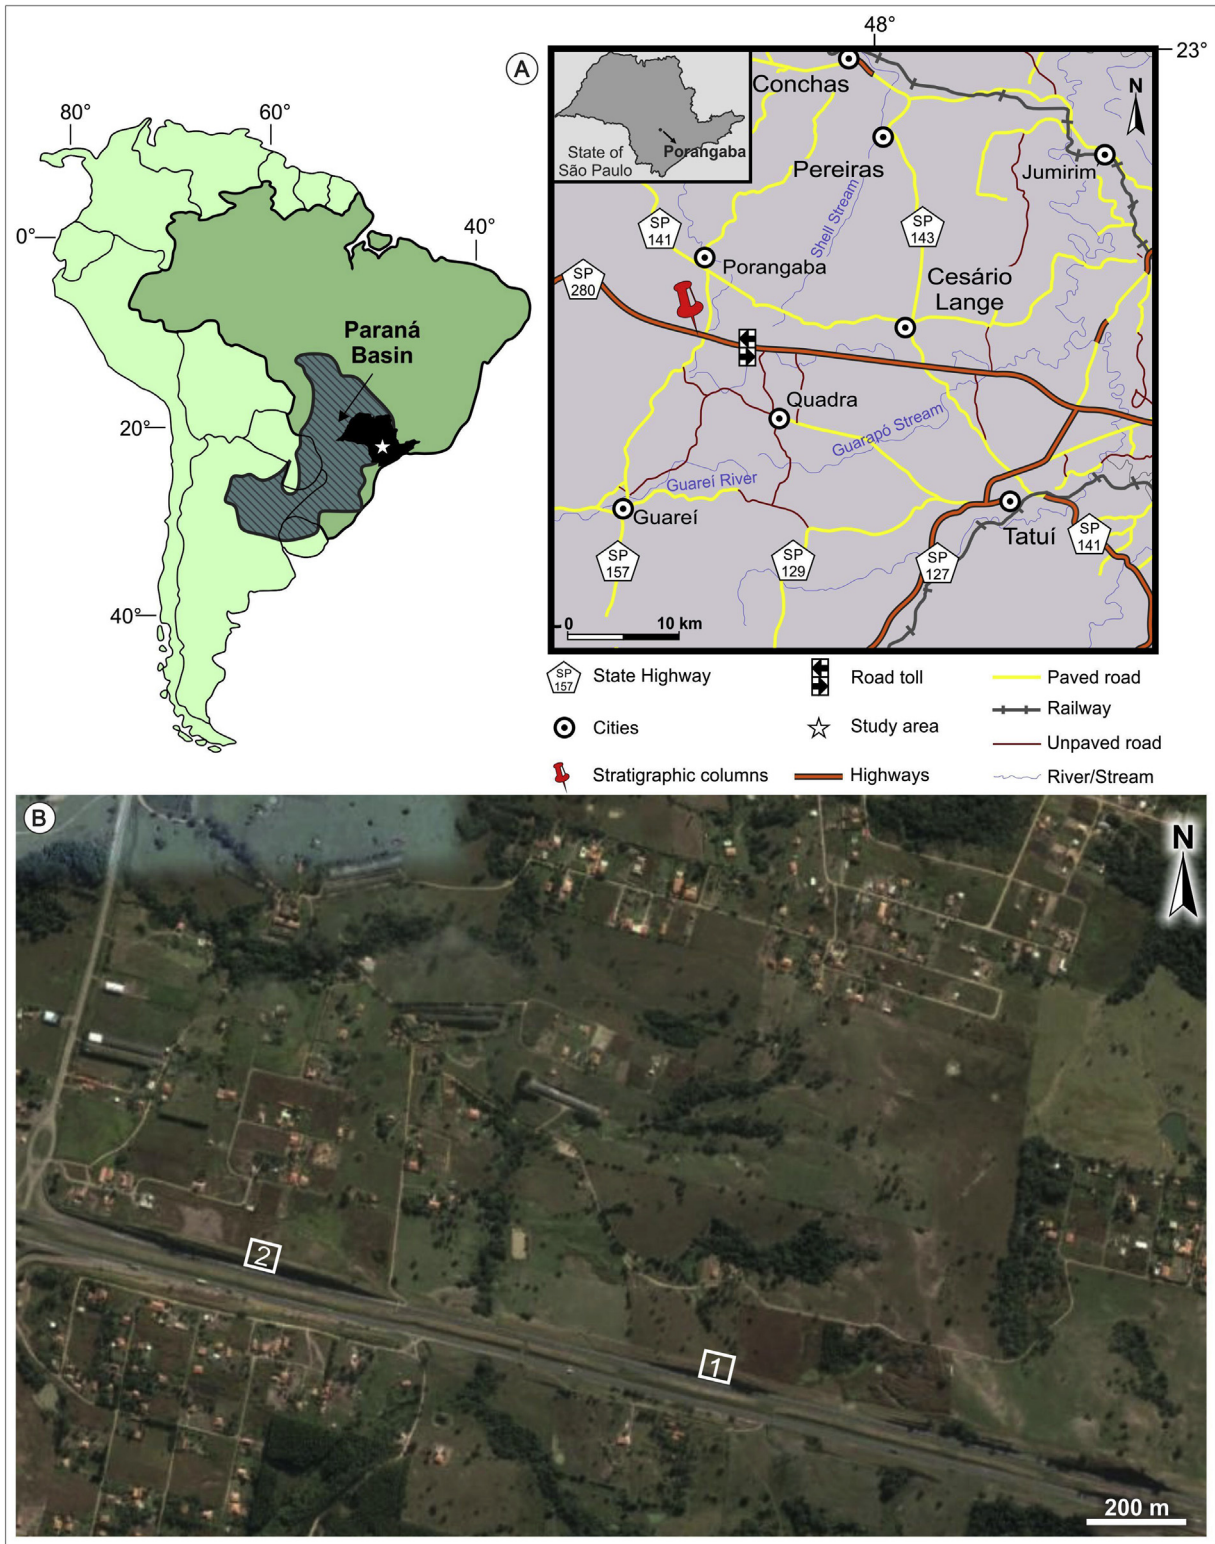 80°
60°
40°
0°
20°
40°
Paraná
Basin
A
48°
23°
N
State of
São Paulo
Porangaba
Conchas
Pereiras
Jumirim
Shell Stream
SP
141
SP
143
SP
280
Porangaba
Cesário
Lange
Quadra
Guarapó Stream
Guareí River
Guareí
Tatuí
SP
157
SP
129
SP
127
SP
141
0
10 km
SP
157
State Highway
Road toll
Paved road
Railway
Cities
Study area
Unpaved road
Stratigraphic columns
Highways
River/Stream
B
N
2
1
200 m